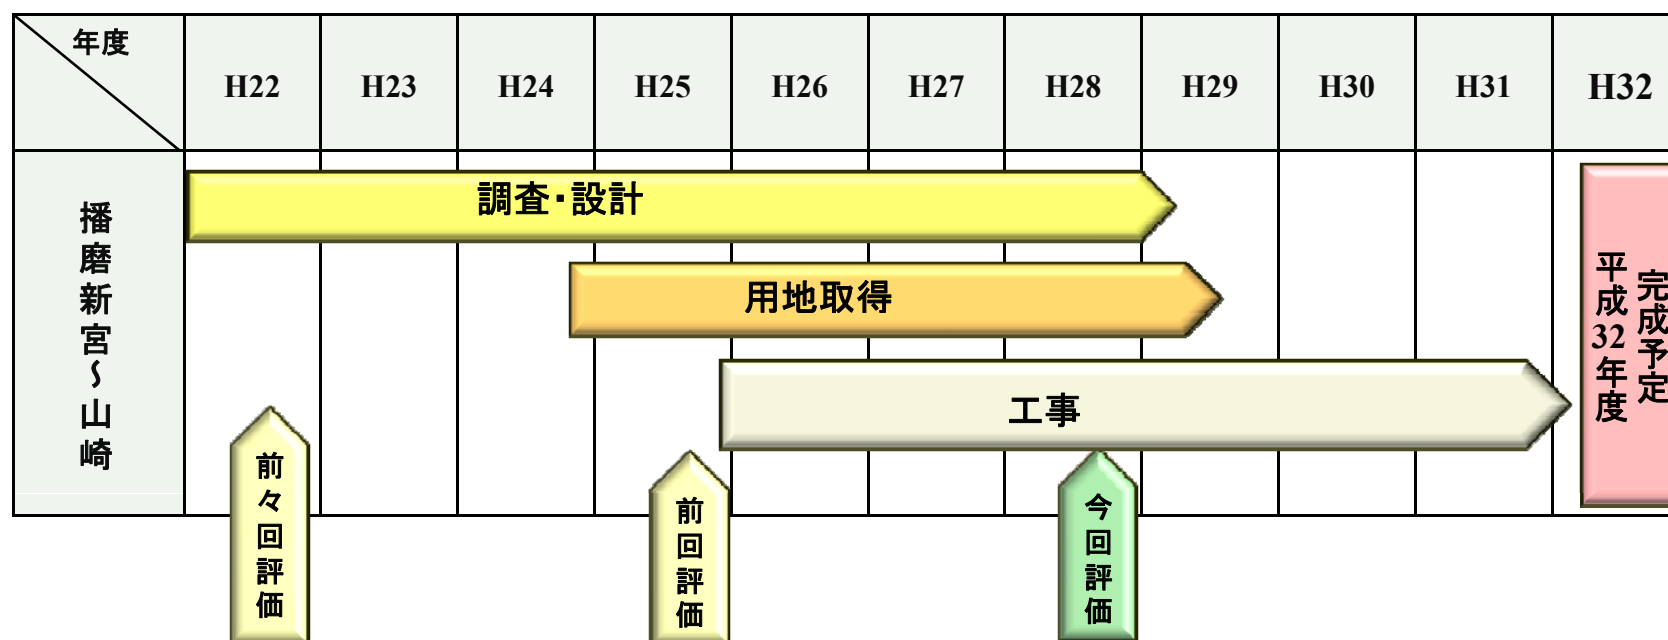 年度
H22
H23
H24
H25
H26
H27
H28
H29
H30
H31
H32
播磨新宮~山崎
調査・設計
用地取得
工事
完成予定
平成32年度
前々回評価
前回評価
今回評価